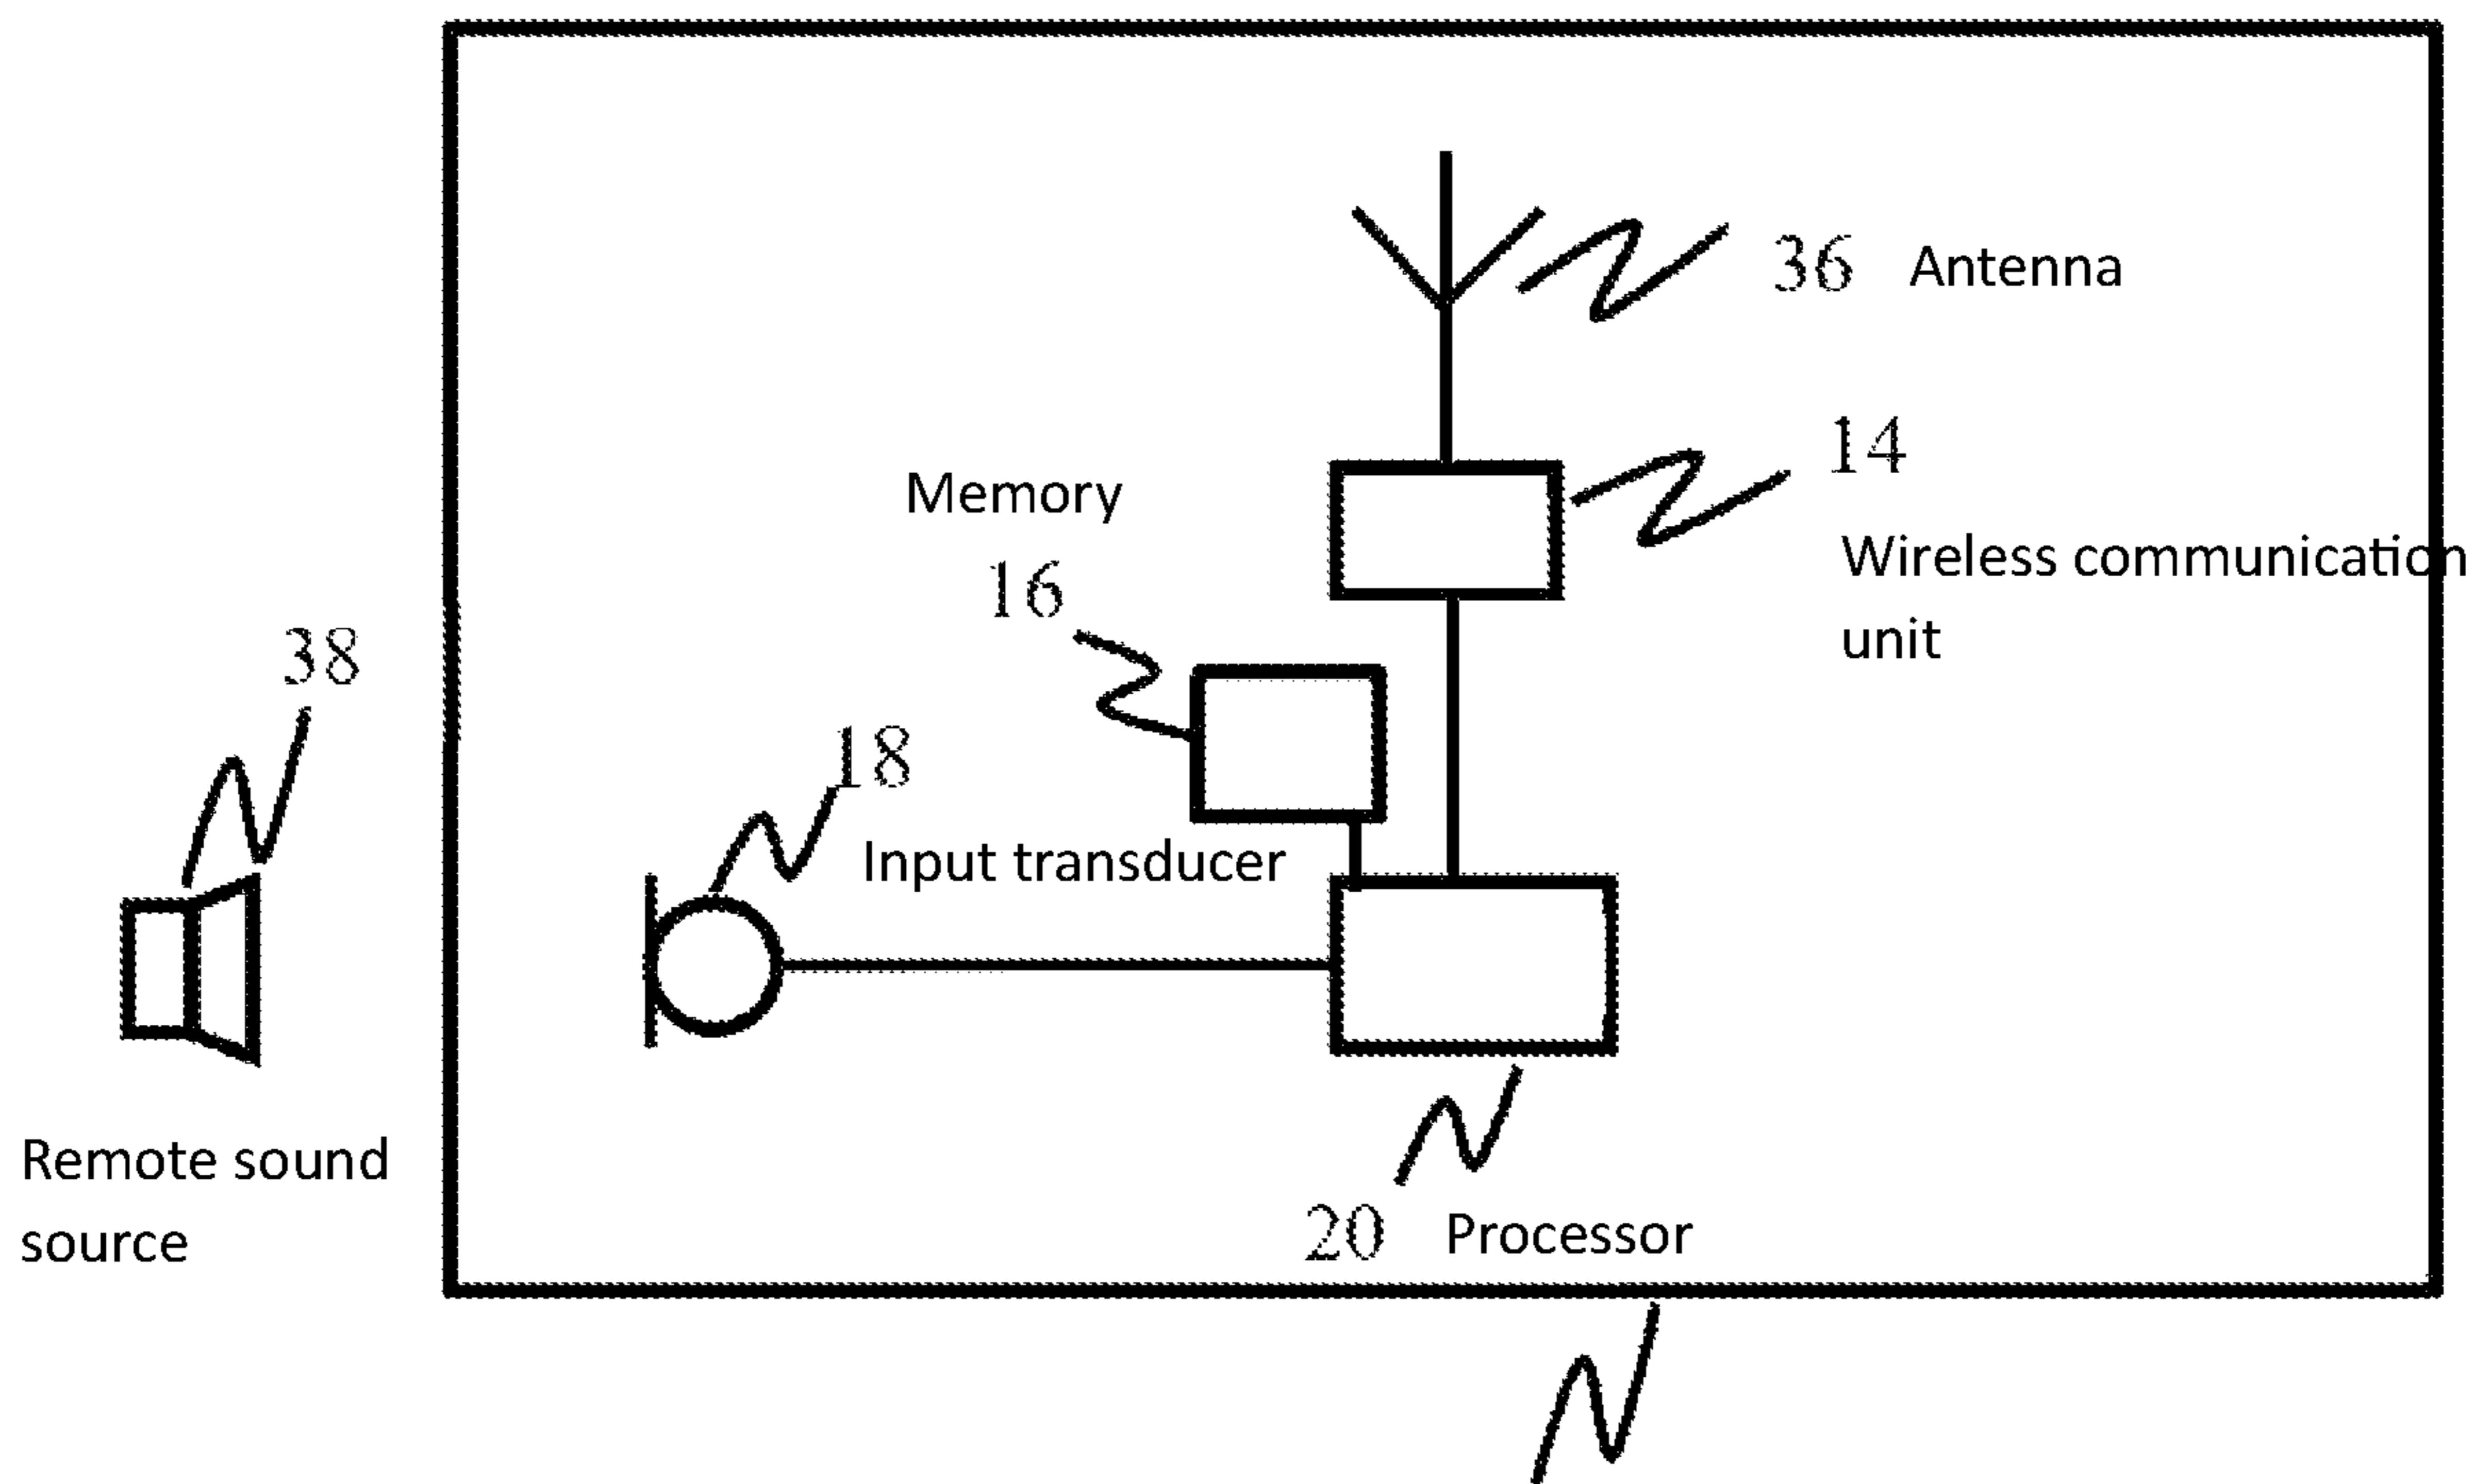 36 Antenna
14
Wireless communication
unit
Memory
16
38
18
Input transducer
Remote sound
source
20 Processor